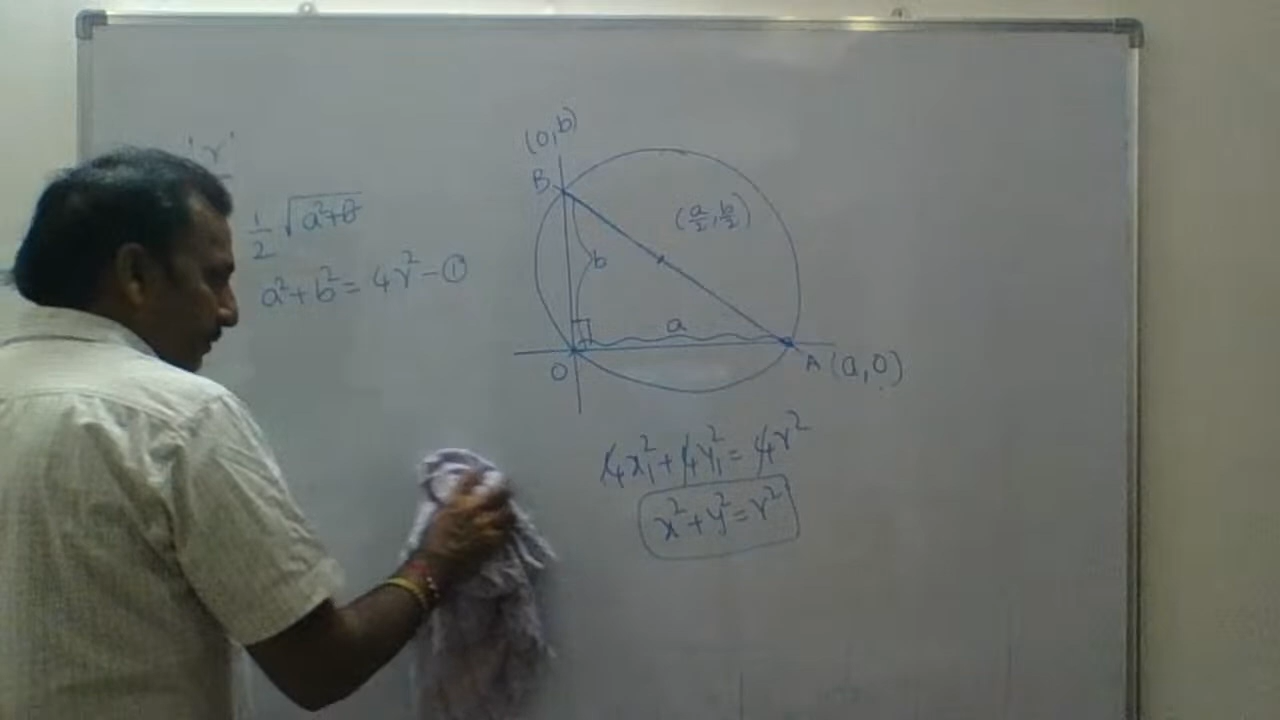 'r'
1/2 √a²+b²
a²+b²=4r²-①
(0,b)
B
(a/2, b/2)
b
a
O
A(a,0)
4x₁²+4y₁²=4r²
x²+y²=r²